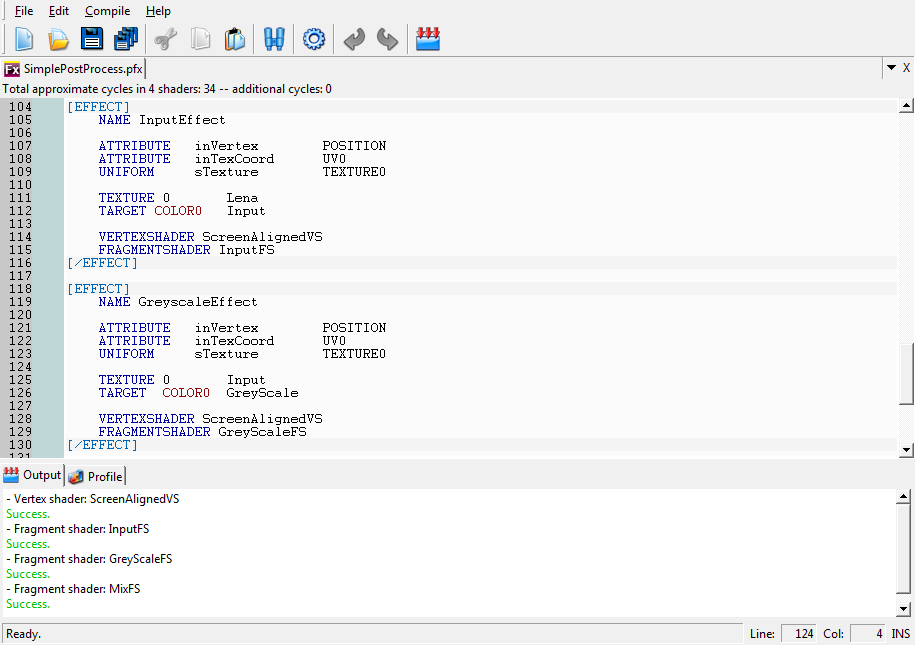 File Edit Compile Help
Fx SimplePostProcess.pfx X
Total approximate cycles in 4 shaders: 34 -- additional cycles: 0
104 [EFFECT]
105 NAME InputEffect
106
107 ATTRIBUTE inVertex POSITION
108 ATTRIBUTE inTexCoord UV0
109 UNIFORM sTexture TEXTURE0
110
111 TEXTURE 0 Lena
112 TARGET COLOR0 Input
113
114 VERTEXSHADER ScreenAlignedVS
115 FRAGMENTSHADER InputFS
116 [/EFFECT]
117
118 [EFFECT]
119 NAME GreyscaleEffect
120
121 ATTRIBUTE inVertex POSITION
122 ATTRIBUTE inTexCoord UV0
123 UNIFORM sTexture TEXTURE0
124
125 TEXTURE 0 Input
126 TARGET COLOR0 GreyScale
127
128 VERTEXSHADER ScreenAlignedVS
129 FRAGMENTSHADER GreyScaleFS
130 [/EFFECT]
131
Output Profile
- Vertex shader: ScreenAlignedVS
Success.
- Fragment shader: InputFS
Success.
- Fragment shader: GreyScaleFS
Success.
- Fragment shader: MixFS
Success.
Ready. Line: 124 Col: 4 INS